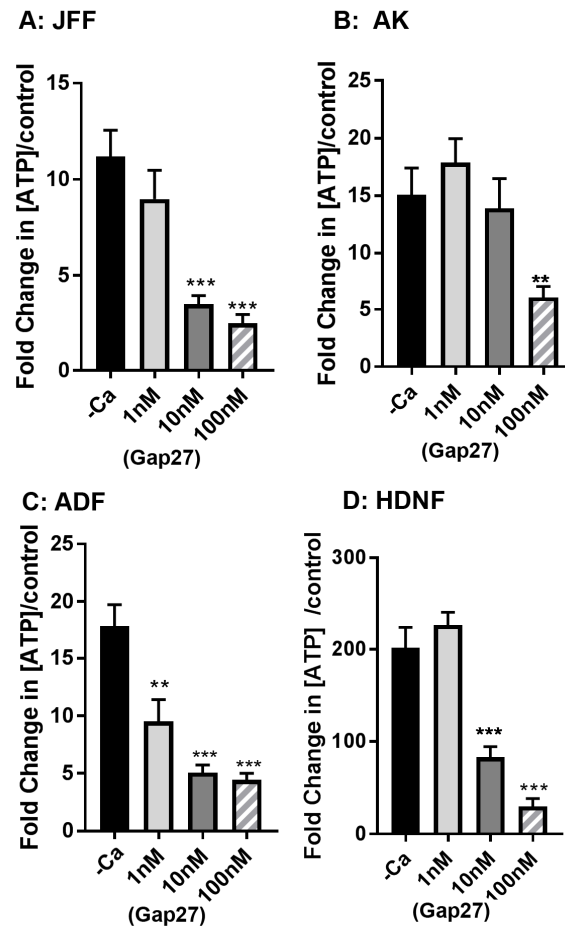 A: JFF
Fold Change in [ATP]/control
15
10
5
0
***
***
-Ca
1nM
10nM
100nM
(Gap27)
B: AK
Fold Change in [ATP]/control
25
20
15
10
5
0
**
-Ca
1nM
10nM
100nM
(Gap27)
C: ADF
Fold Change in [ATP]/control
25
20
15
10
5
0
**
***
***
-Ca
1nM
10nM
100nM
(Gap27)
D: HDNF
Fold Change in [ATP] /control
300
200
100
0
***
***
-Ca
1nM
10nM
100nM
(Gap27)